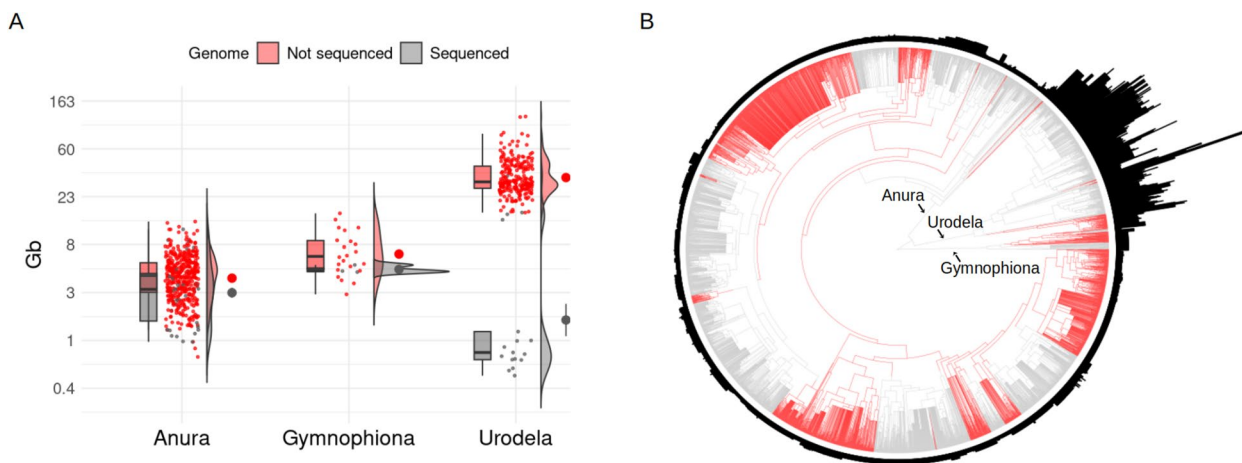 A
Genome Not sequenced Sequenced
163
60
23
8
3
1
0.4
Gb
Anura Gymnophiona Urodela
B
Anura
Urodela
Gymnophiona